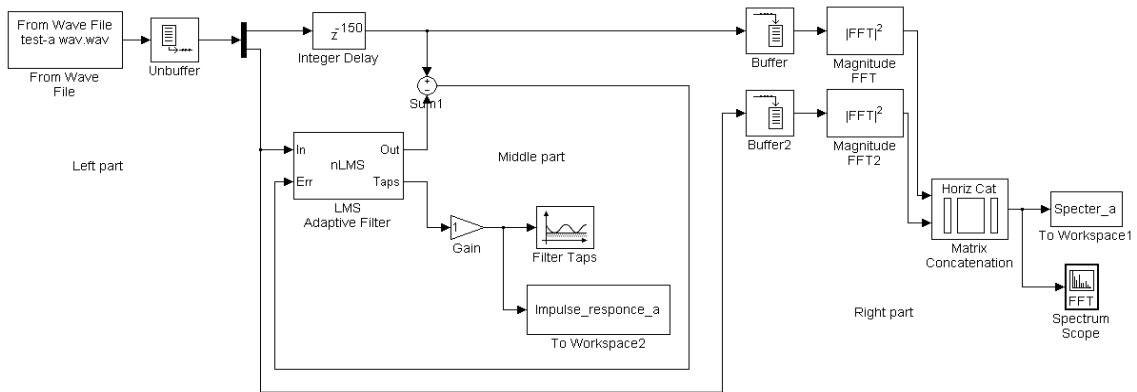 From Wave File
test-a wav.wav
From Wave
File
Unbuffer
z-150
Integer Delay
+
-
Sum1
Left part
In
Err
nLMS
Out
Taps
LMS
Adaptive Filter
Middle part
1
Gain
Filter Taps
Impulse_responce_a
To Workspace2
Buffer
|FFT|2
Magnitude
FFT
Buffer2
|FFT|2
Magnitude
FFT2
Horiz Cat
Matrix
Concatenation
Specter_a
To Workspace1
FFT
Spectrum
Scope
Right part